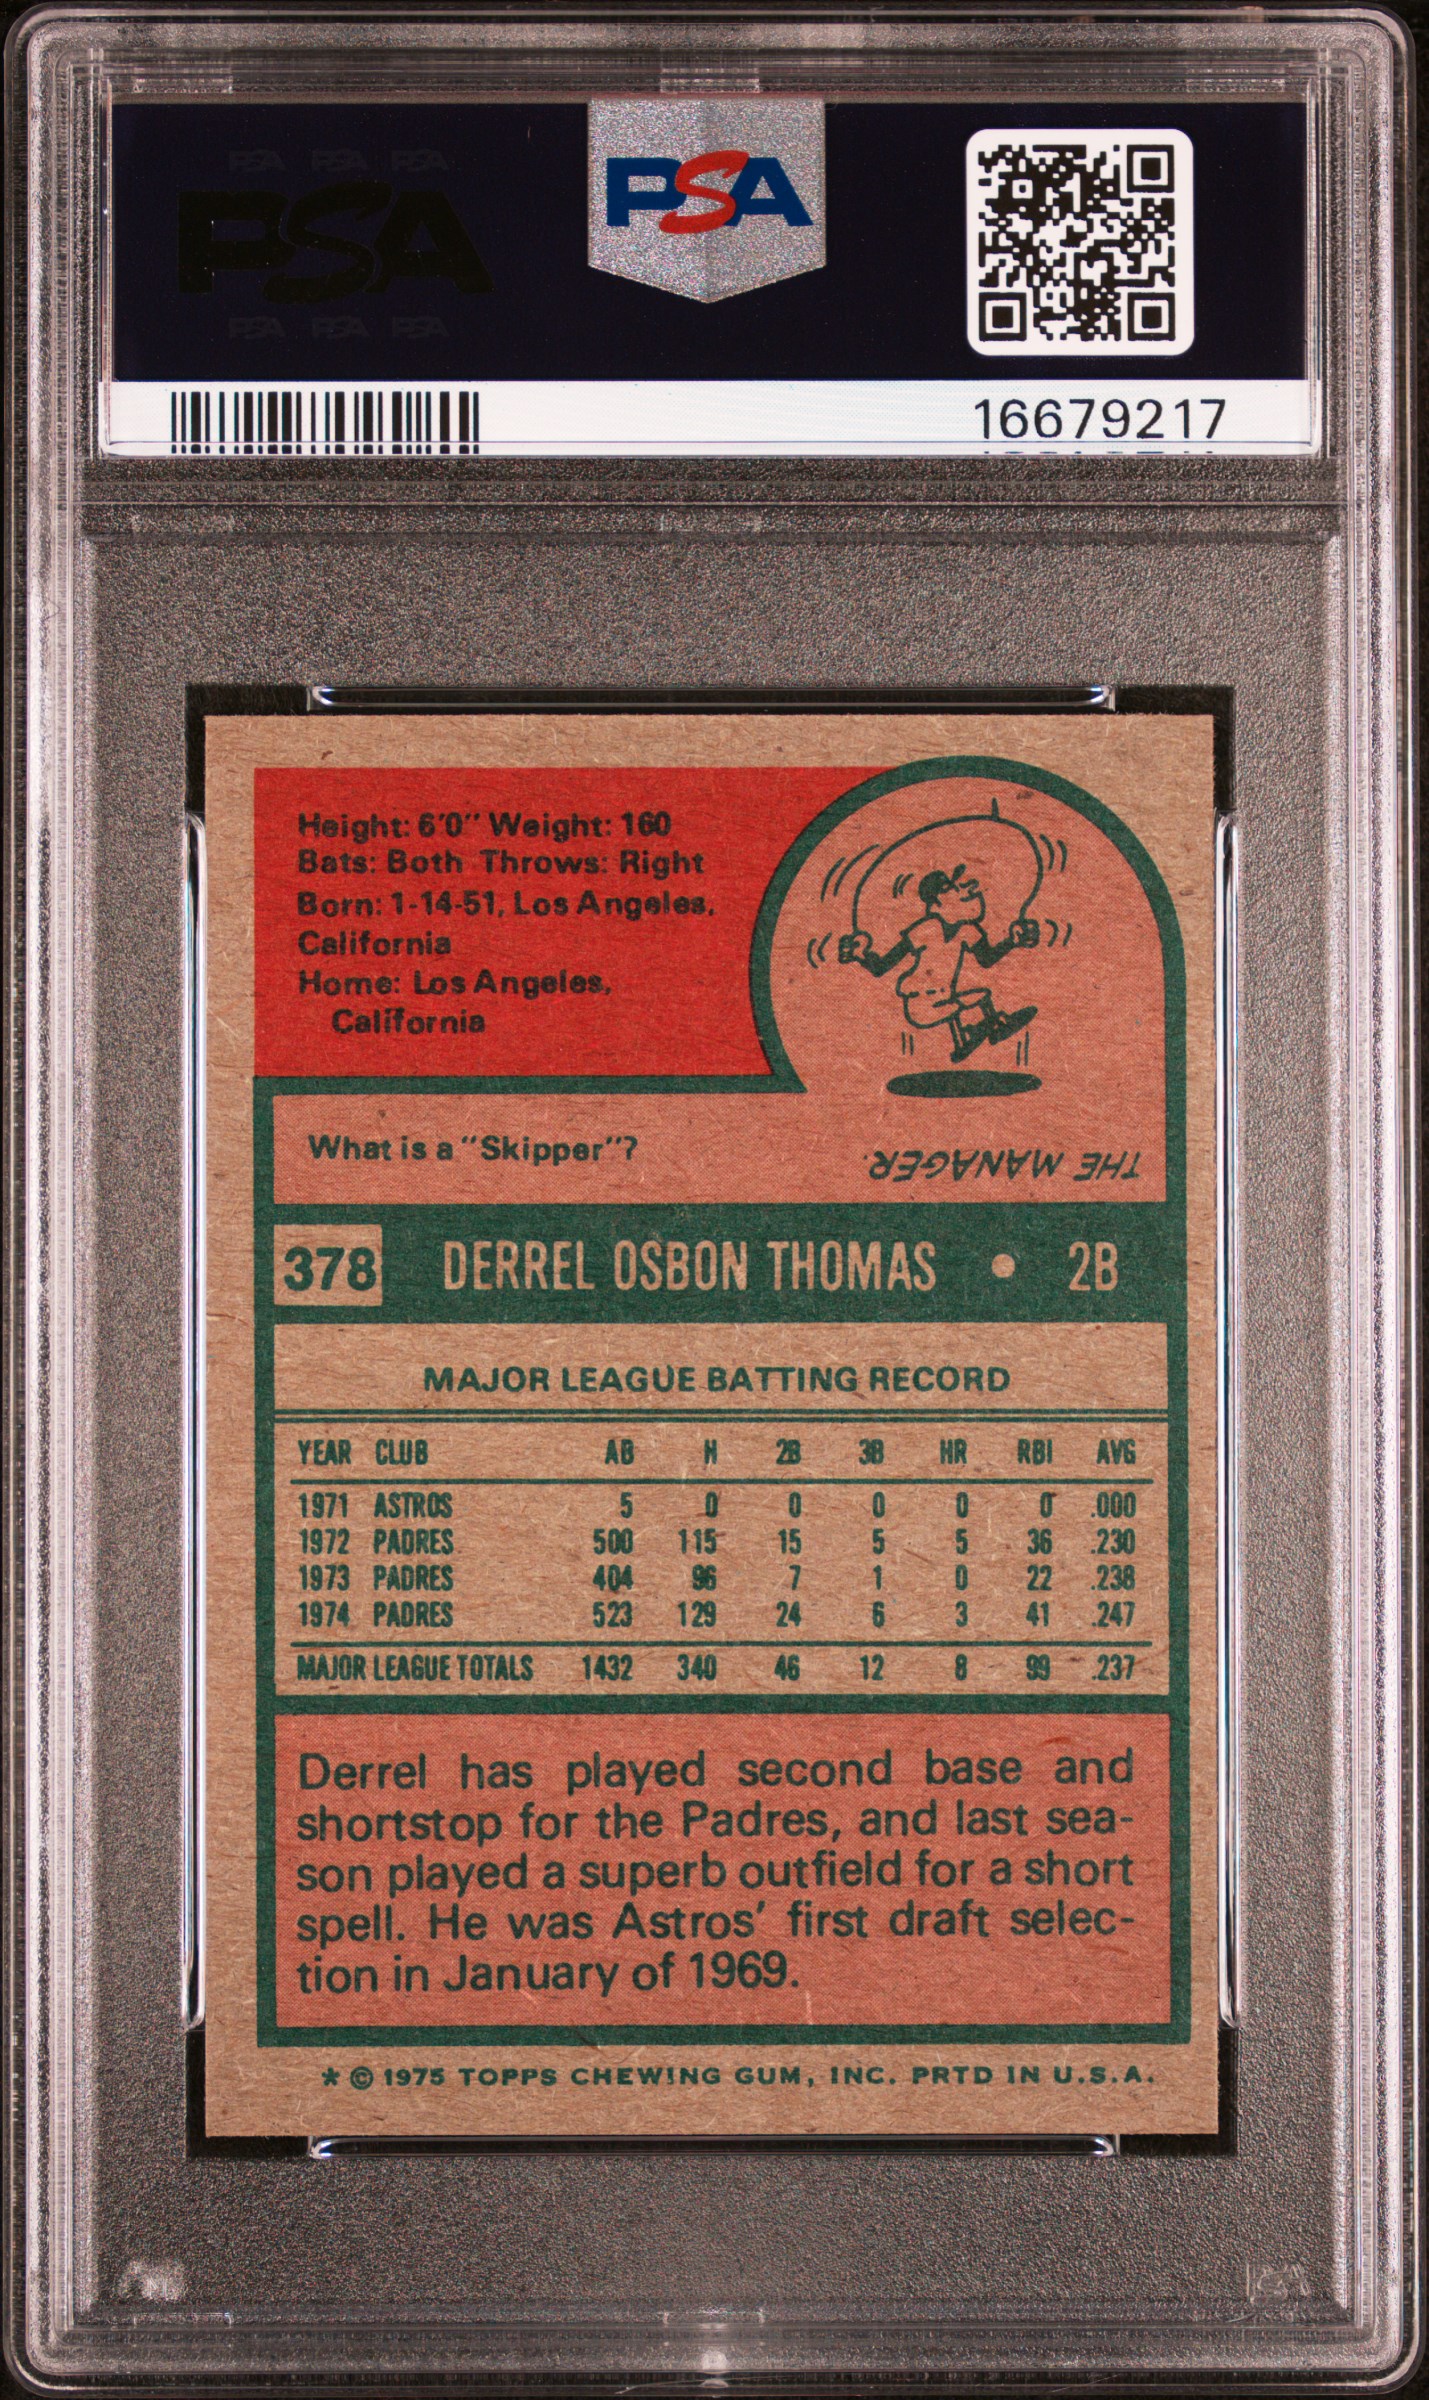 PSA PSA PSA
PSA
PSA PSA PSA
PSA
16679217
Height: 6'0" Weight: 160
Bats: Both Throws: Right
Born: 1-14-51, Los Angeles,
California
Home: Los Angeles,
California
What is a "Skipper"?
THE MANAGER.
378 DERREL OSBON THOMAS • 2B
MAJOR LEAGUE BATTING RECORD
YEAR CLUB AB H 2B 3B HR RBI AVG
1971 ASTROS 5 0 0 0 0 0 .000
1972 PADRES 500 115 15 5 5 36 .230
1973 PADRES 404 96 7 1 0 22 .238
1974 PADRES 523 129 24 6 3 41 .247
MAJOR LEAGUE TOTALS 1432 340 46 12 8 99 .237
Derrel has played second base and
shortstop for the Padres, and last sea-
son played a superb outfield for a short
spell. He was Astros' first draft selec-
tion in January of 1969.
* © 1975 TOPPS CHEWING GUM, INC. PRTD IN U.S.A.